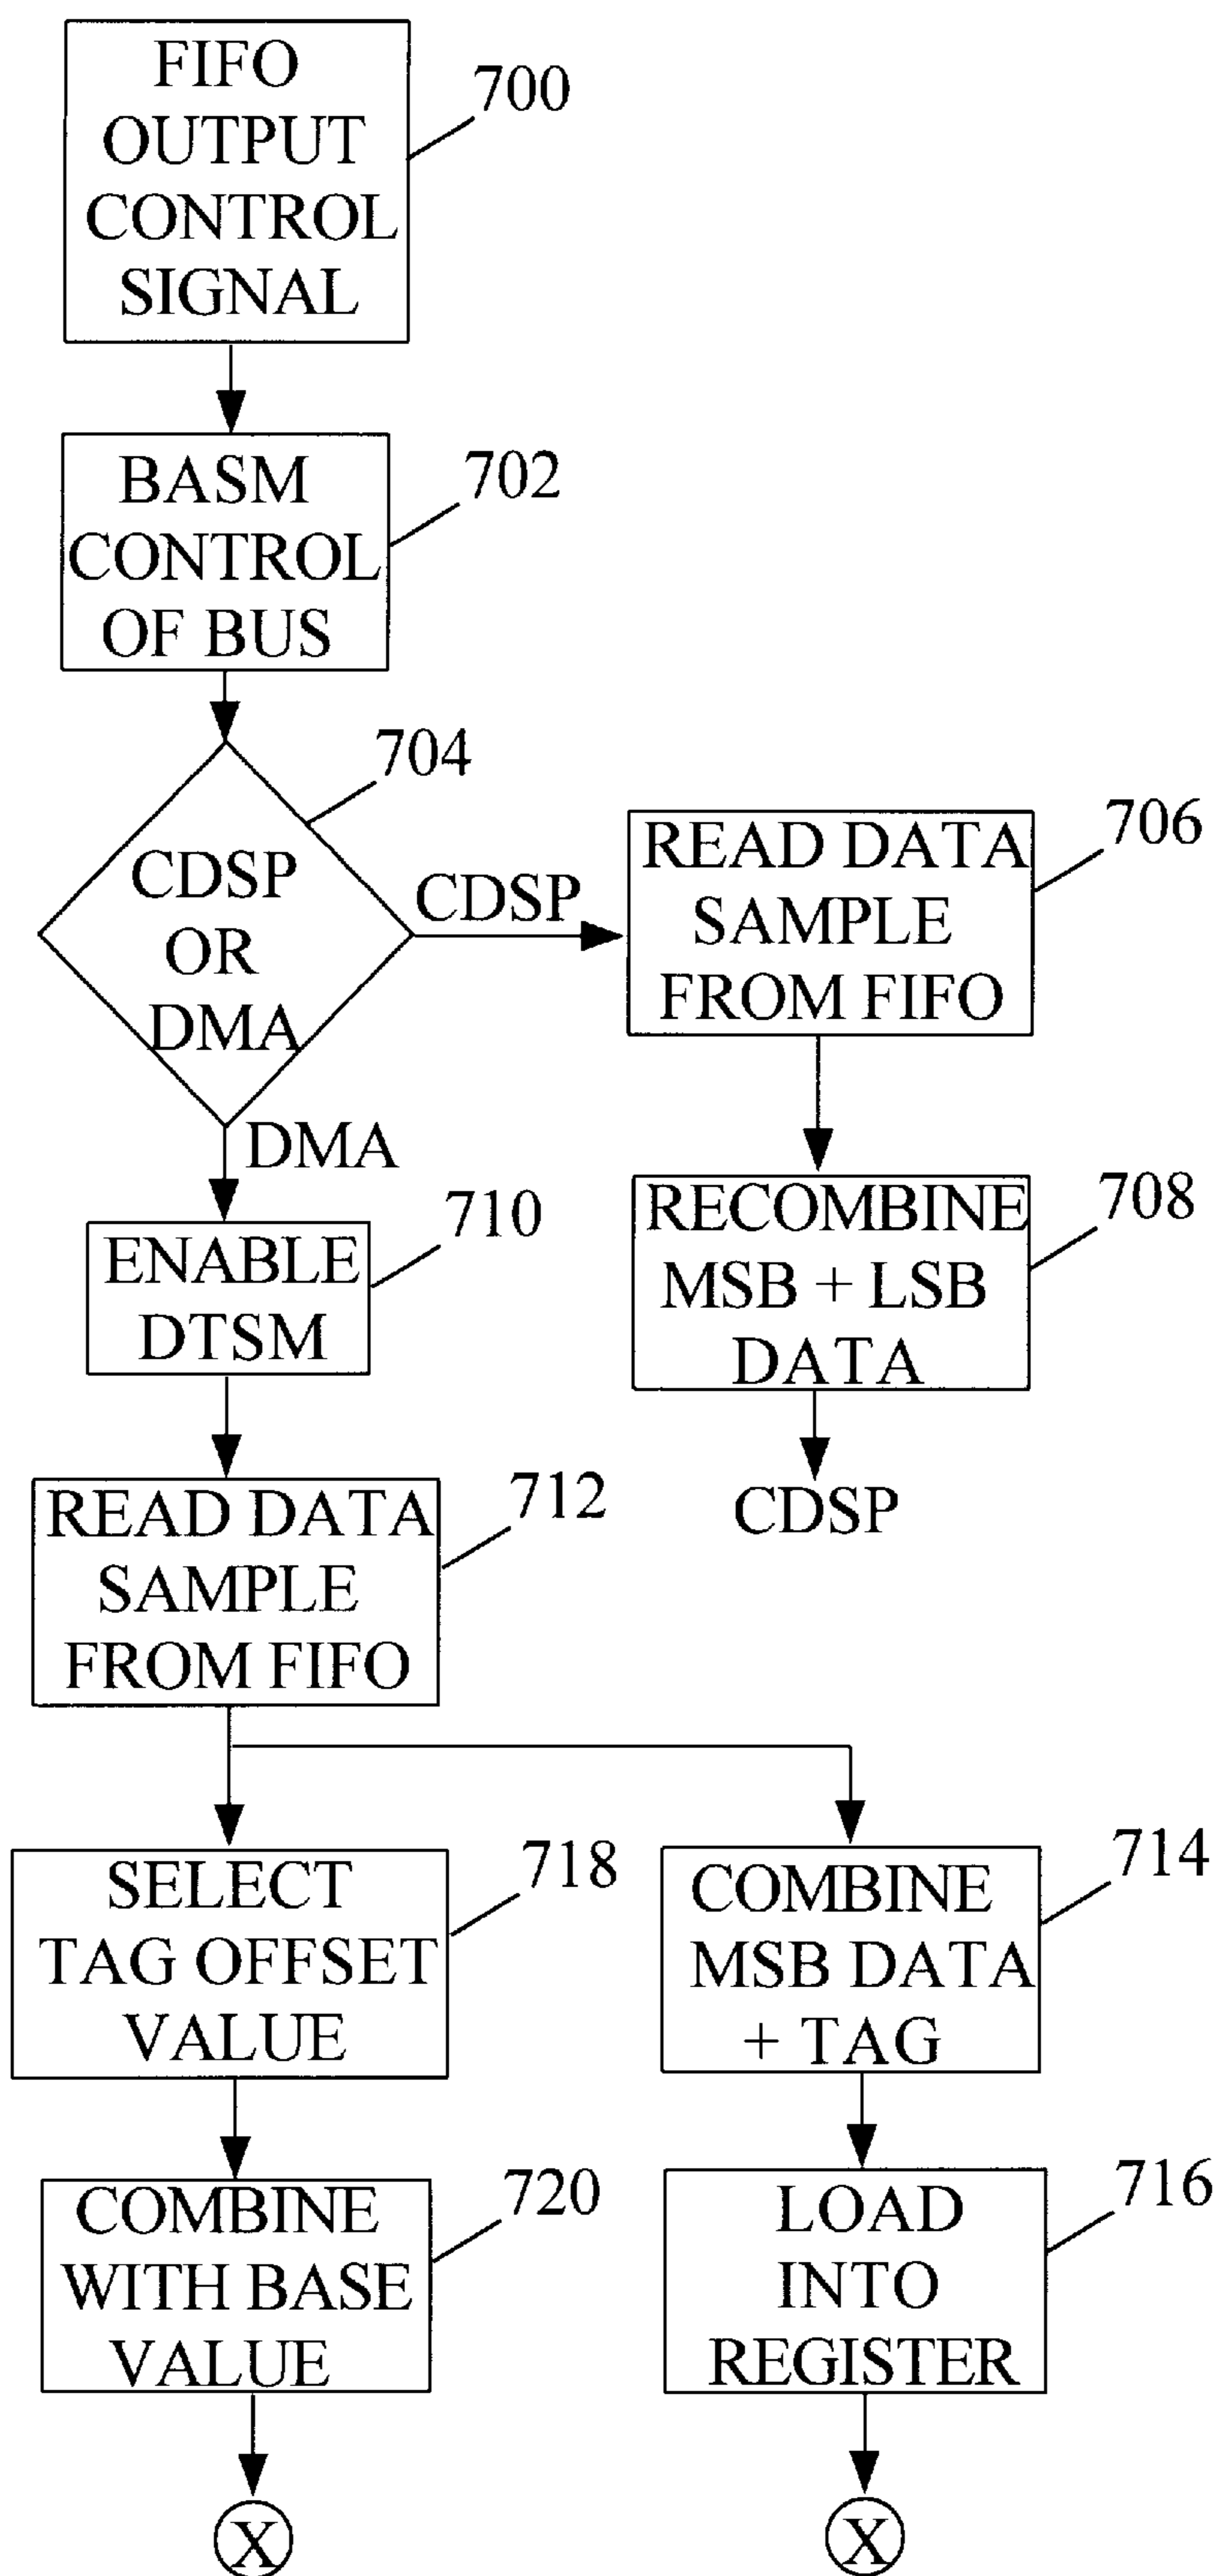 FIFO
OUTPUT
CONTROL
SIGNAL
700
BASM
CONTROL
OF BUS
702
704
CDSP
OR
DMA
CDSP
READ DATA
SAMPLE
FROM FIFO
706
DMA
RECOMBINE
MSB + LSB
DATA
708
CDSP
ENABLE
DTSM
710
READ DATA
SAMPLE
FROM FIFO
712
SELECT
TAG OFFSET
VALUE
718
COMBINE
MSB DATA
+ TAG
714
COMBINE
WITH BASE
VALUE
720
LOAD
INTO
REGISTER
716
X
X